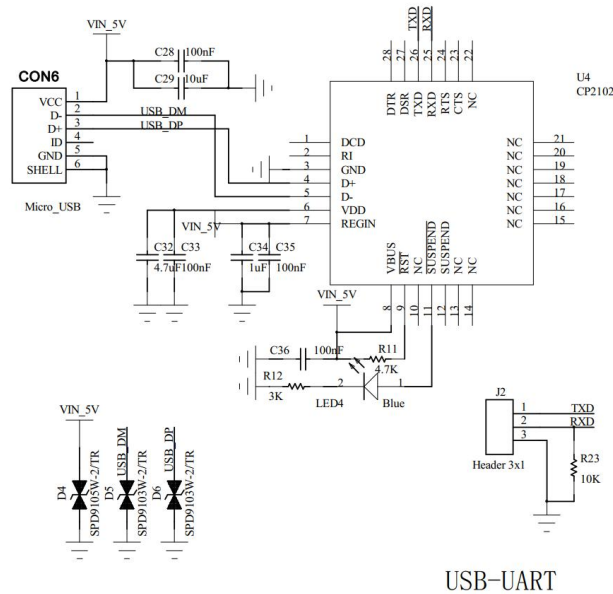 TXD
RXD
VIN_5V
C28
100nF
C29
10uF
CON6
VCC
1
D-
2
D+
3
ID
4
GND
5
SHELL
6
Micro_USB
USB_DM
USB_DP
28
27
26
25
24
23
22
DTR
DSR
TXD
RXD
RTS
CTS
NC
U4
CP2102
1
DCD
2
RI
3
GND
4
D+
5
D-
6
VDD
7
REGIN
NC
21
NC
20
NC
19
NC
18
NC
17
NC
16
NC
15
VBUS
RST
NC
SUSPEND
SUSPEND
NC
NC
8
9
10
11
12
13
14
VIN_5V
C32
4.7uF
C33
100nF
C34
1uF
C35
100nF
VIN_5V
C36
100nF
R11
4.7K
R12
3K
2
1
LED4
Blue
J2
1
TXD
2
RXD
3
Header 3x1
R23
10K
VIN_5V
D4
SPD9105W-2/TR
USB_DM
D5
SPD9103W-2/TR
USB_DP
D6
SPD9103W-2/TR
USB-UART